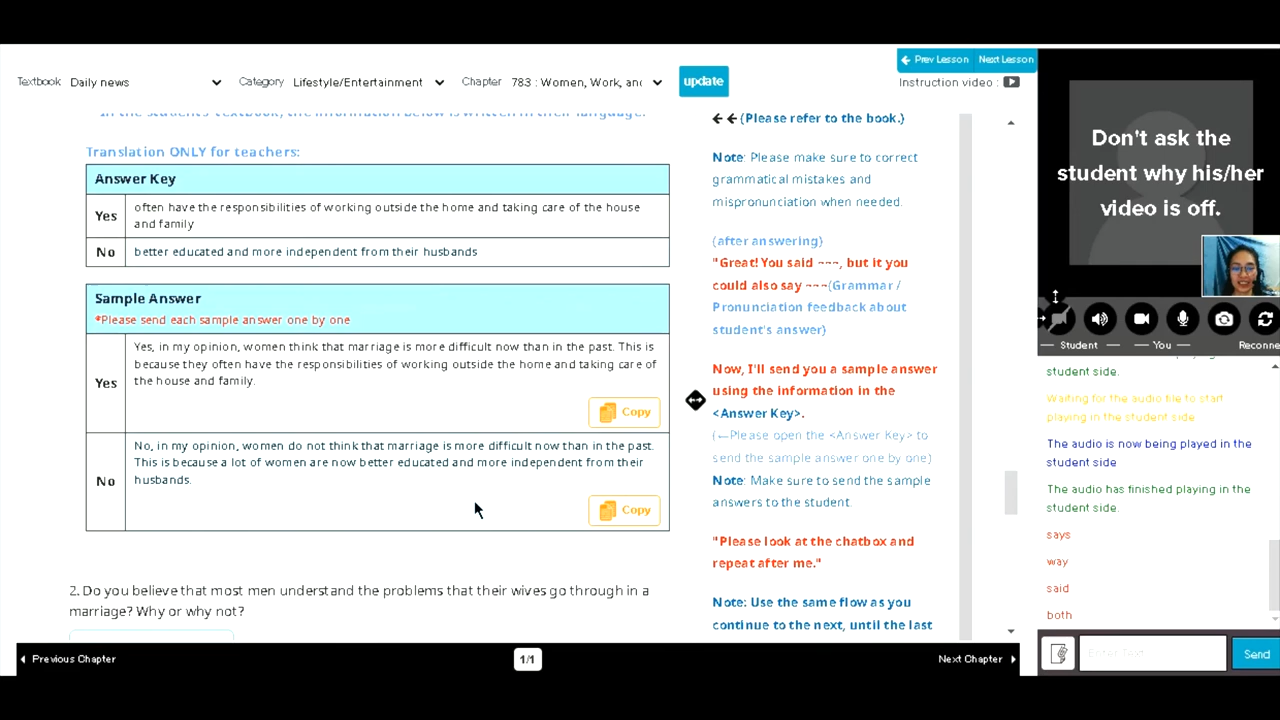 Prev Lesson
Next Lesson
Textbook
Daily news
Category
Lifestyle/Entertainment
Chapter
783 : Women, Work, and
update
Instruction video :
In the student's textbook, the information below is written in their language.
Translation ONLY for teachers:
Answer Key
Yes
often have the responsibilities of working outside the home and taking care of the house
and family
No
better educated and more independent from their husbands
Sample Answer
*Please send each sample answer one by one
Yes
Yes, in my opinion, women think that marriage is more difficult now than in the past. This is
because they often have the responsibilities of working outside the home and taking care of
the house and family.
Copy
No
No, in my opinion, women do not think that marriage is more difficult now than in the past.
This is because a lot of women are now better educated and more independent from their
husbands.
Copy
2. Do you believe that most men understand the problems that their wives go through in a
marriage? Why or why not?
(Please refer to the book.)
Note: Please make sure to correct
grammatical mistakes and
mispronunciation when needed.
(after answering)
"Great! You said ~~~, but it you
could also say ~~~(Grammar /
Pronunciation feedback about
student's answer)
Now, I'll send you a sample answer
using the information in the
<Answer Key>.
(←Please open the <Answer Key> to
send the sample answer one by one)
Note: Make sure to send the sample
answers to the student.
"Please look at the chatbox and
repeat after me."
Note: Use the same flow as you
continue to the next, until the last
Don't ask the
student why his/her
video is off.
Student
You
Reconne
student side.
Waiting for the audio file to start
playing in the student side.
The audio is now being played in the
student side
The audio has finished playing in the
student side.
says
way
said
both
Enter Text
Send
Previous Chapter
1/1
Next Chapter